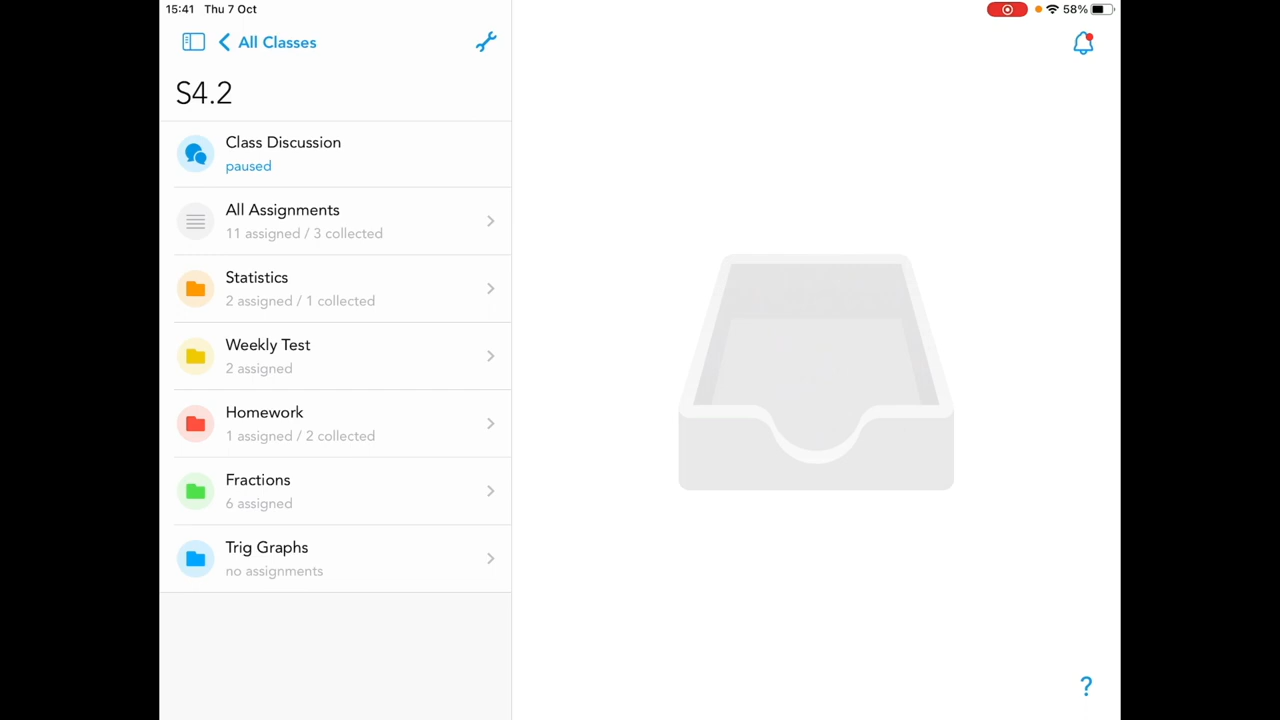 15:41 Thu 7 Oct
58%
All Classes
S4.2
Class Discussion
paused
All Assignments
11 assigned / 3 collected
Statistics
2 assigned / 1 collected
Weekly Test
2 assigned
Homework
1 assigned / 2 collected
Fractions
6 assigned
Trig Graphs
no assignments
?